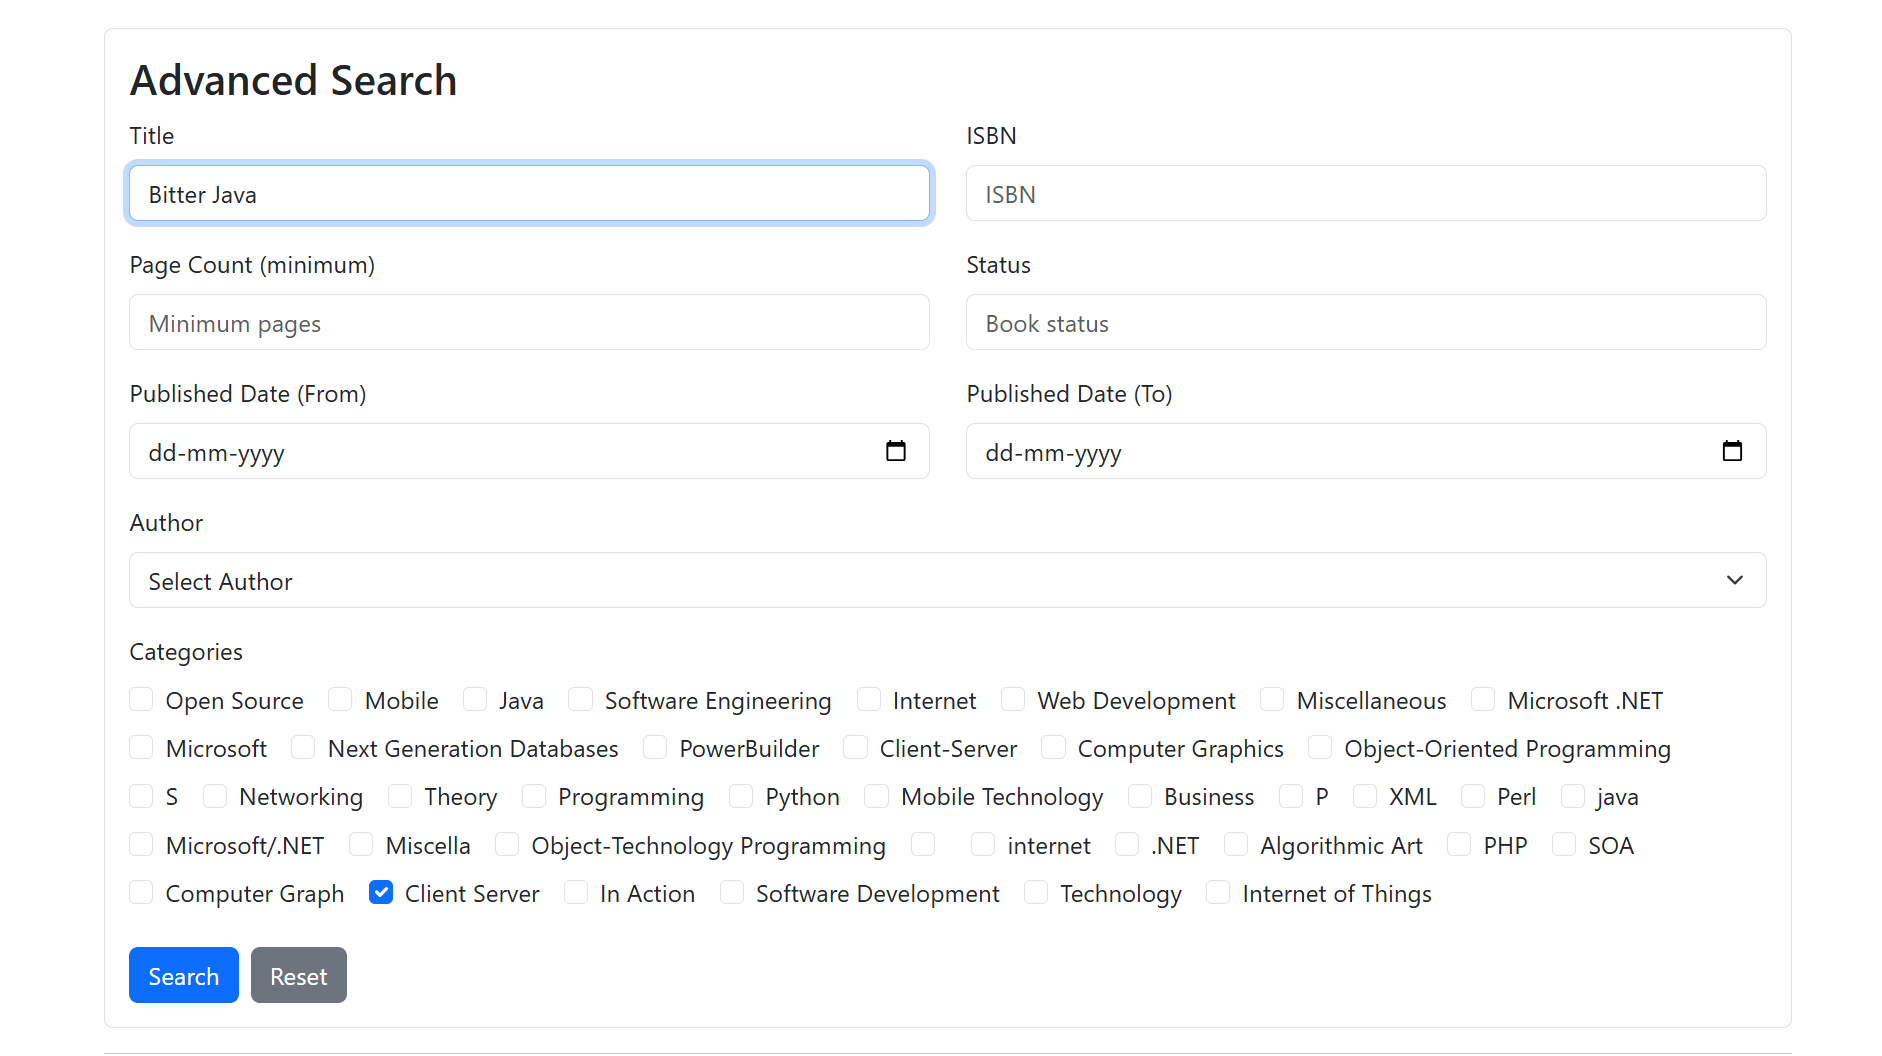 Advanced Search
Title ISBN
Bitter Java ISBN
Page Count (minimum) Status
Minimum pages Book status
Published Date (From) Published Date (To)
dd-mm-yyyy dd-mm-yyyy
Author
Select Author
Categories
Open Source Mobile Java Software Engineering Internet Web Development Miscellaneous Microsoft .NET
Microsoft Next Generation Databases PowerBuilder Client-Server Computer Graphics Object-Oriented Programming
S Networking Theory Programming Python Mobile Technology Business P XML Perl java
Microsoft/.NET Miscella Object-Technology Programming internet .NET Algorithmic Art PHP SOA
Computer Graph Client Server In Action Software Development Technology Internet of Things
Search Reset